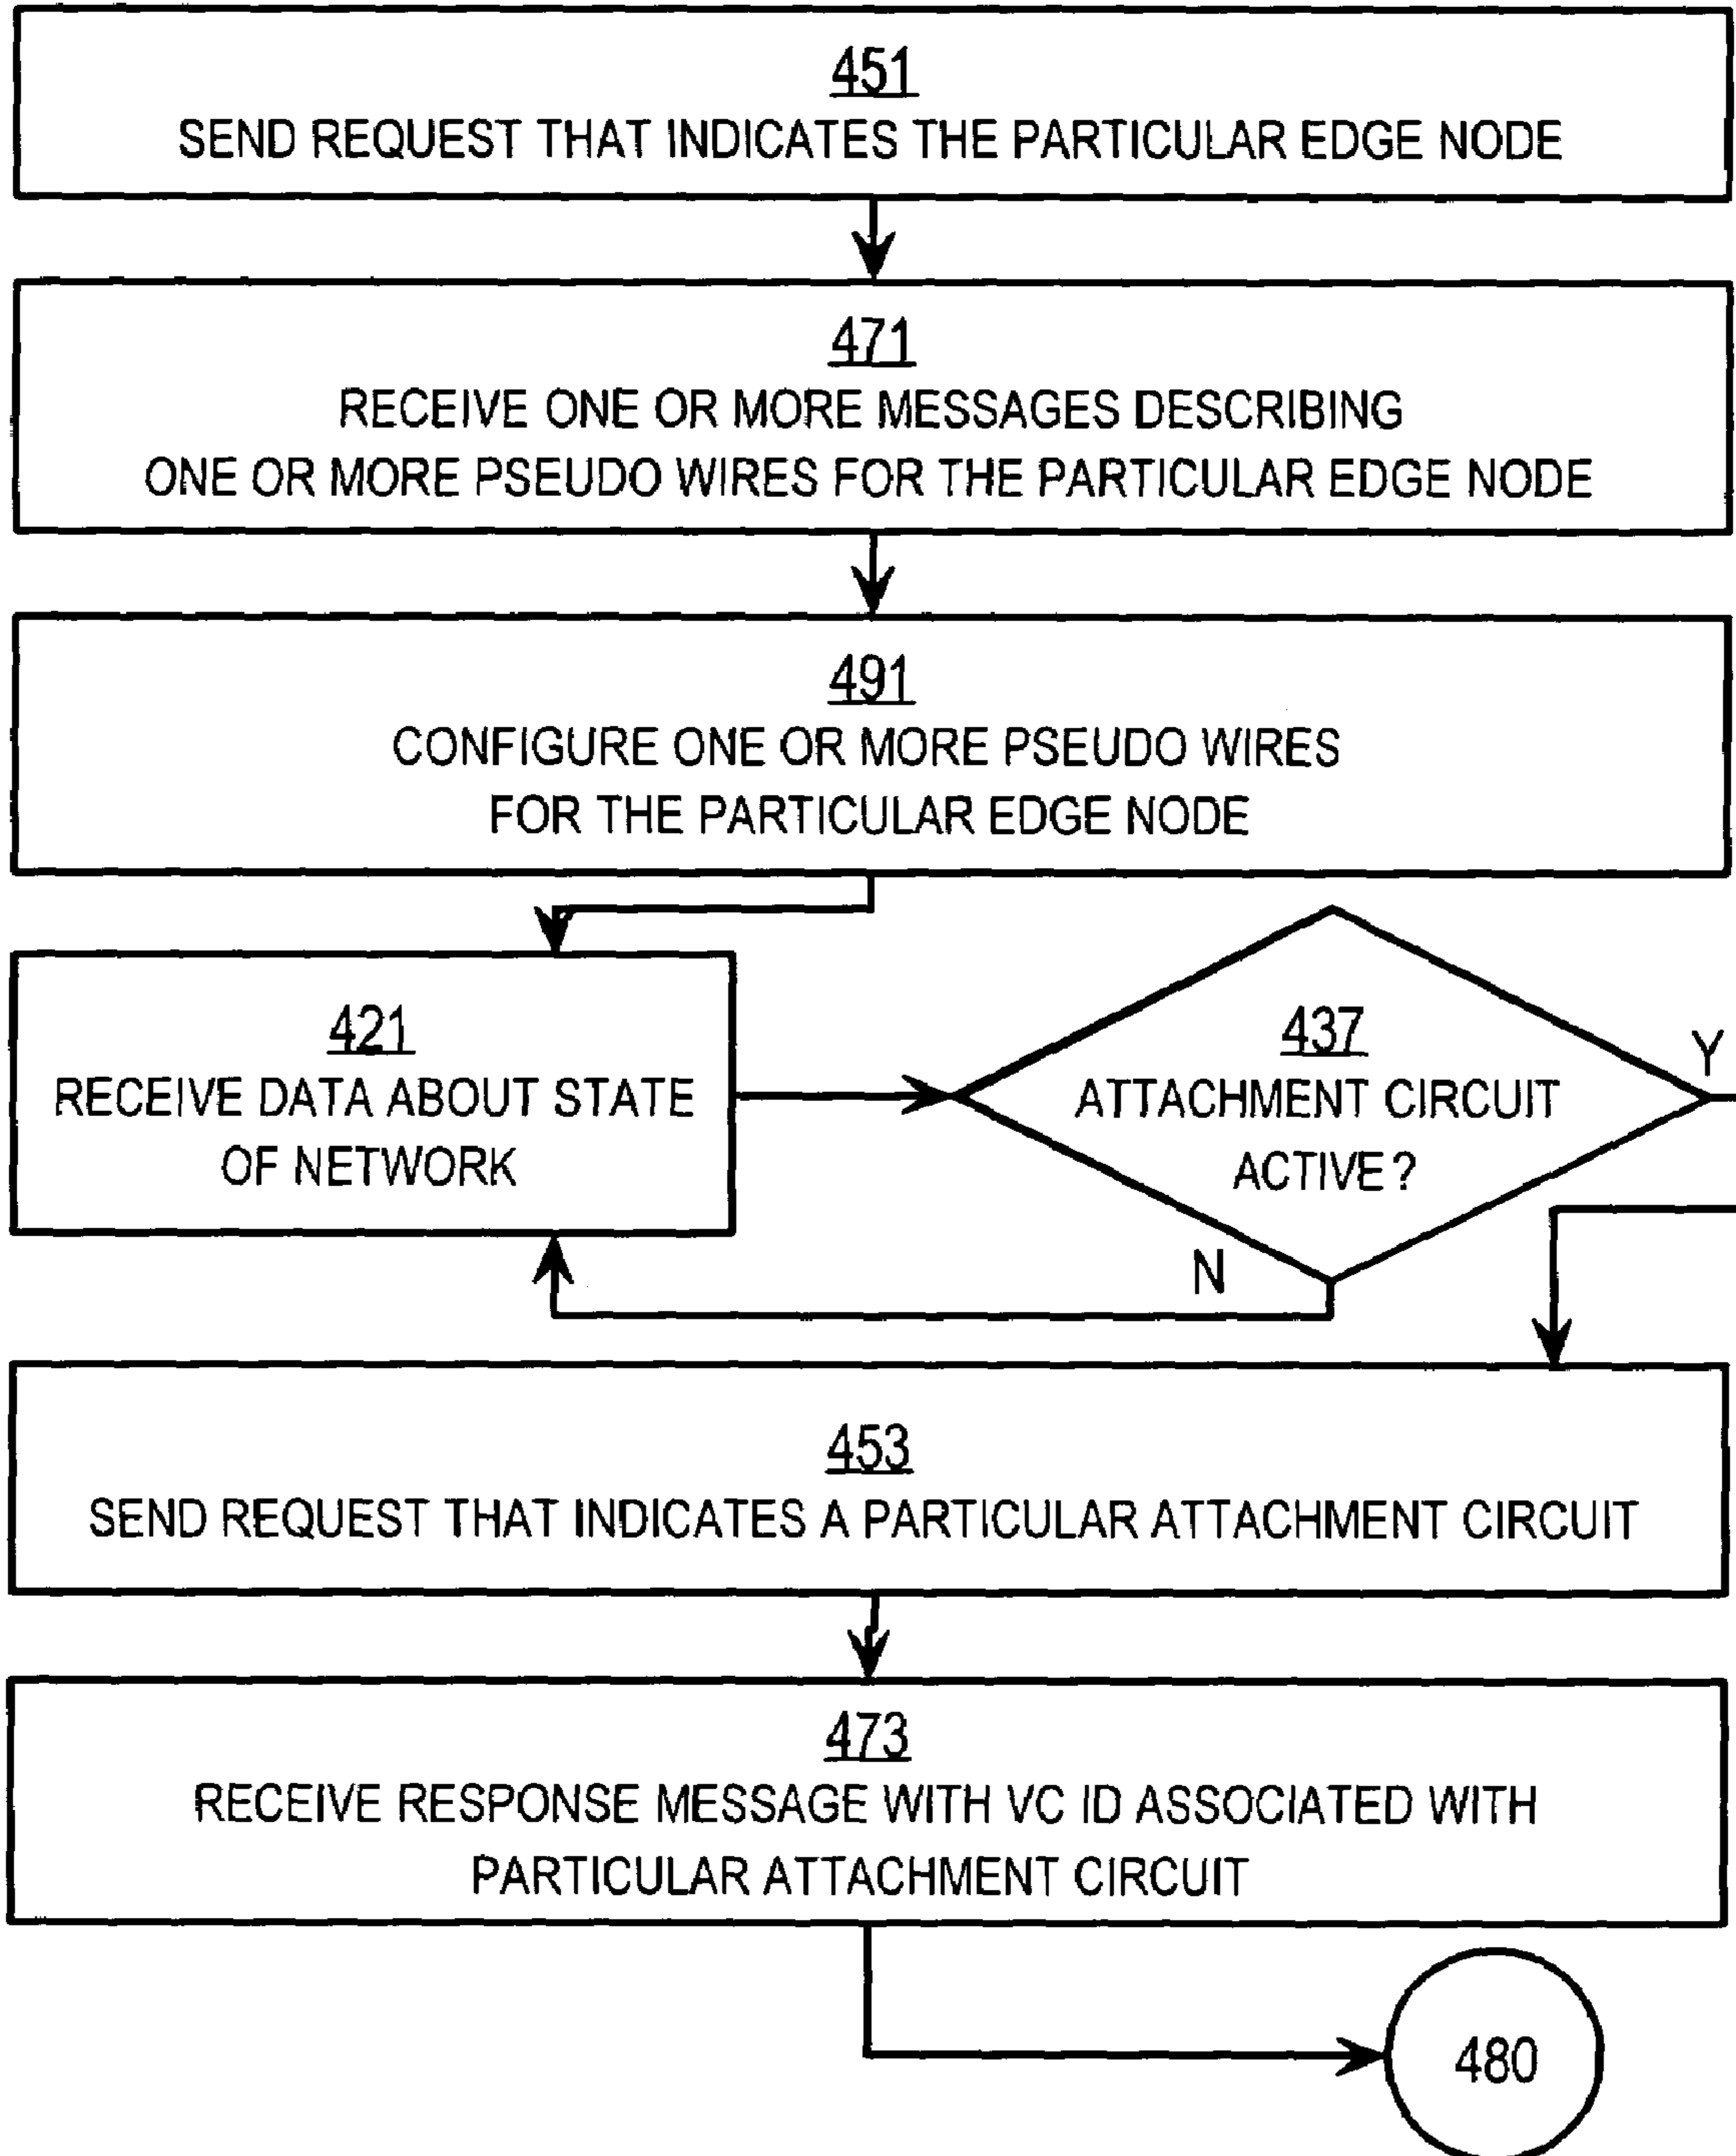 451
SEND REQUEST THAT INDICATES THE PARTICULAR EDGE NODE
471
RECEIVE ONE OR MORE MESSAGES DESCRIBING
ONE OR MORE PSEUDO WIRES FOR THE PARTICULAR EDGE NODE
491
CONFIGURE ONE OR MORE PSEUDO WIRES
FOR THE PARTICULAR EDGE NODE
421
RECEIVE DATA ABOUT STATE
OF NETWORK
437
ATTACHMENT CIRCUIT
ACTIVE?
Y
N
453
SEND REQUEST THAT INDICATES A PARTICULAR ATTACHMENT CIRCUIT
473
RECEIVE RESPONSE MESSAGE WITH VC ID ASSOCIATED WITH
PARTICULAR ATTACHMENT CIRCUIT
480